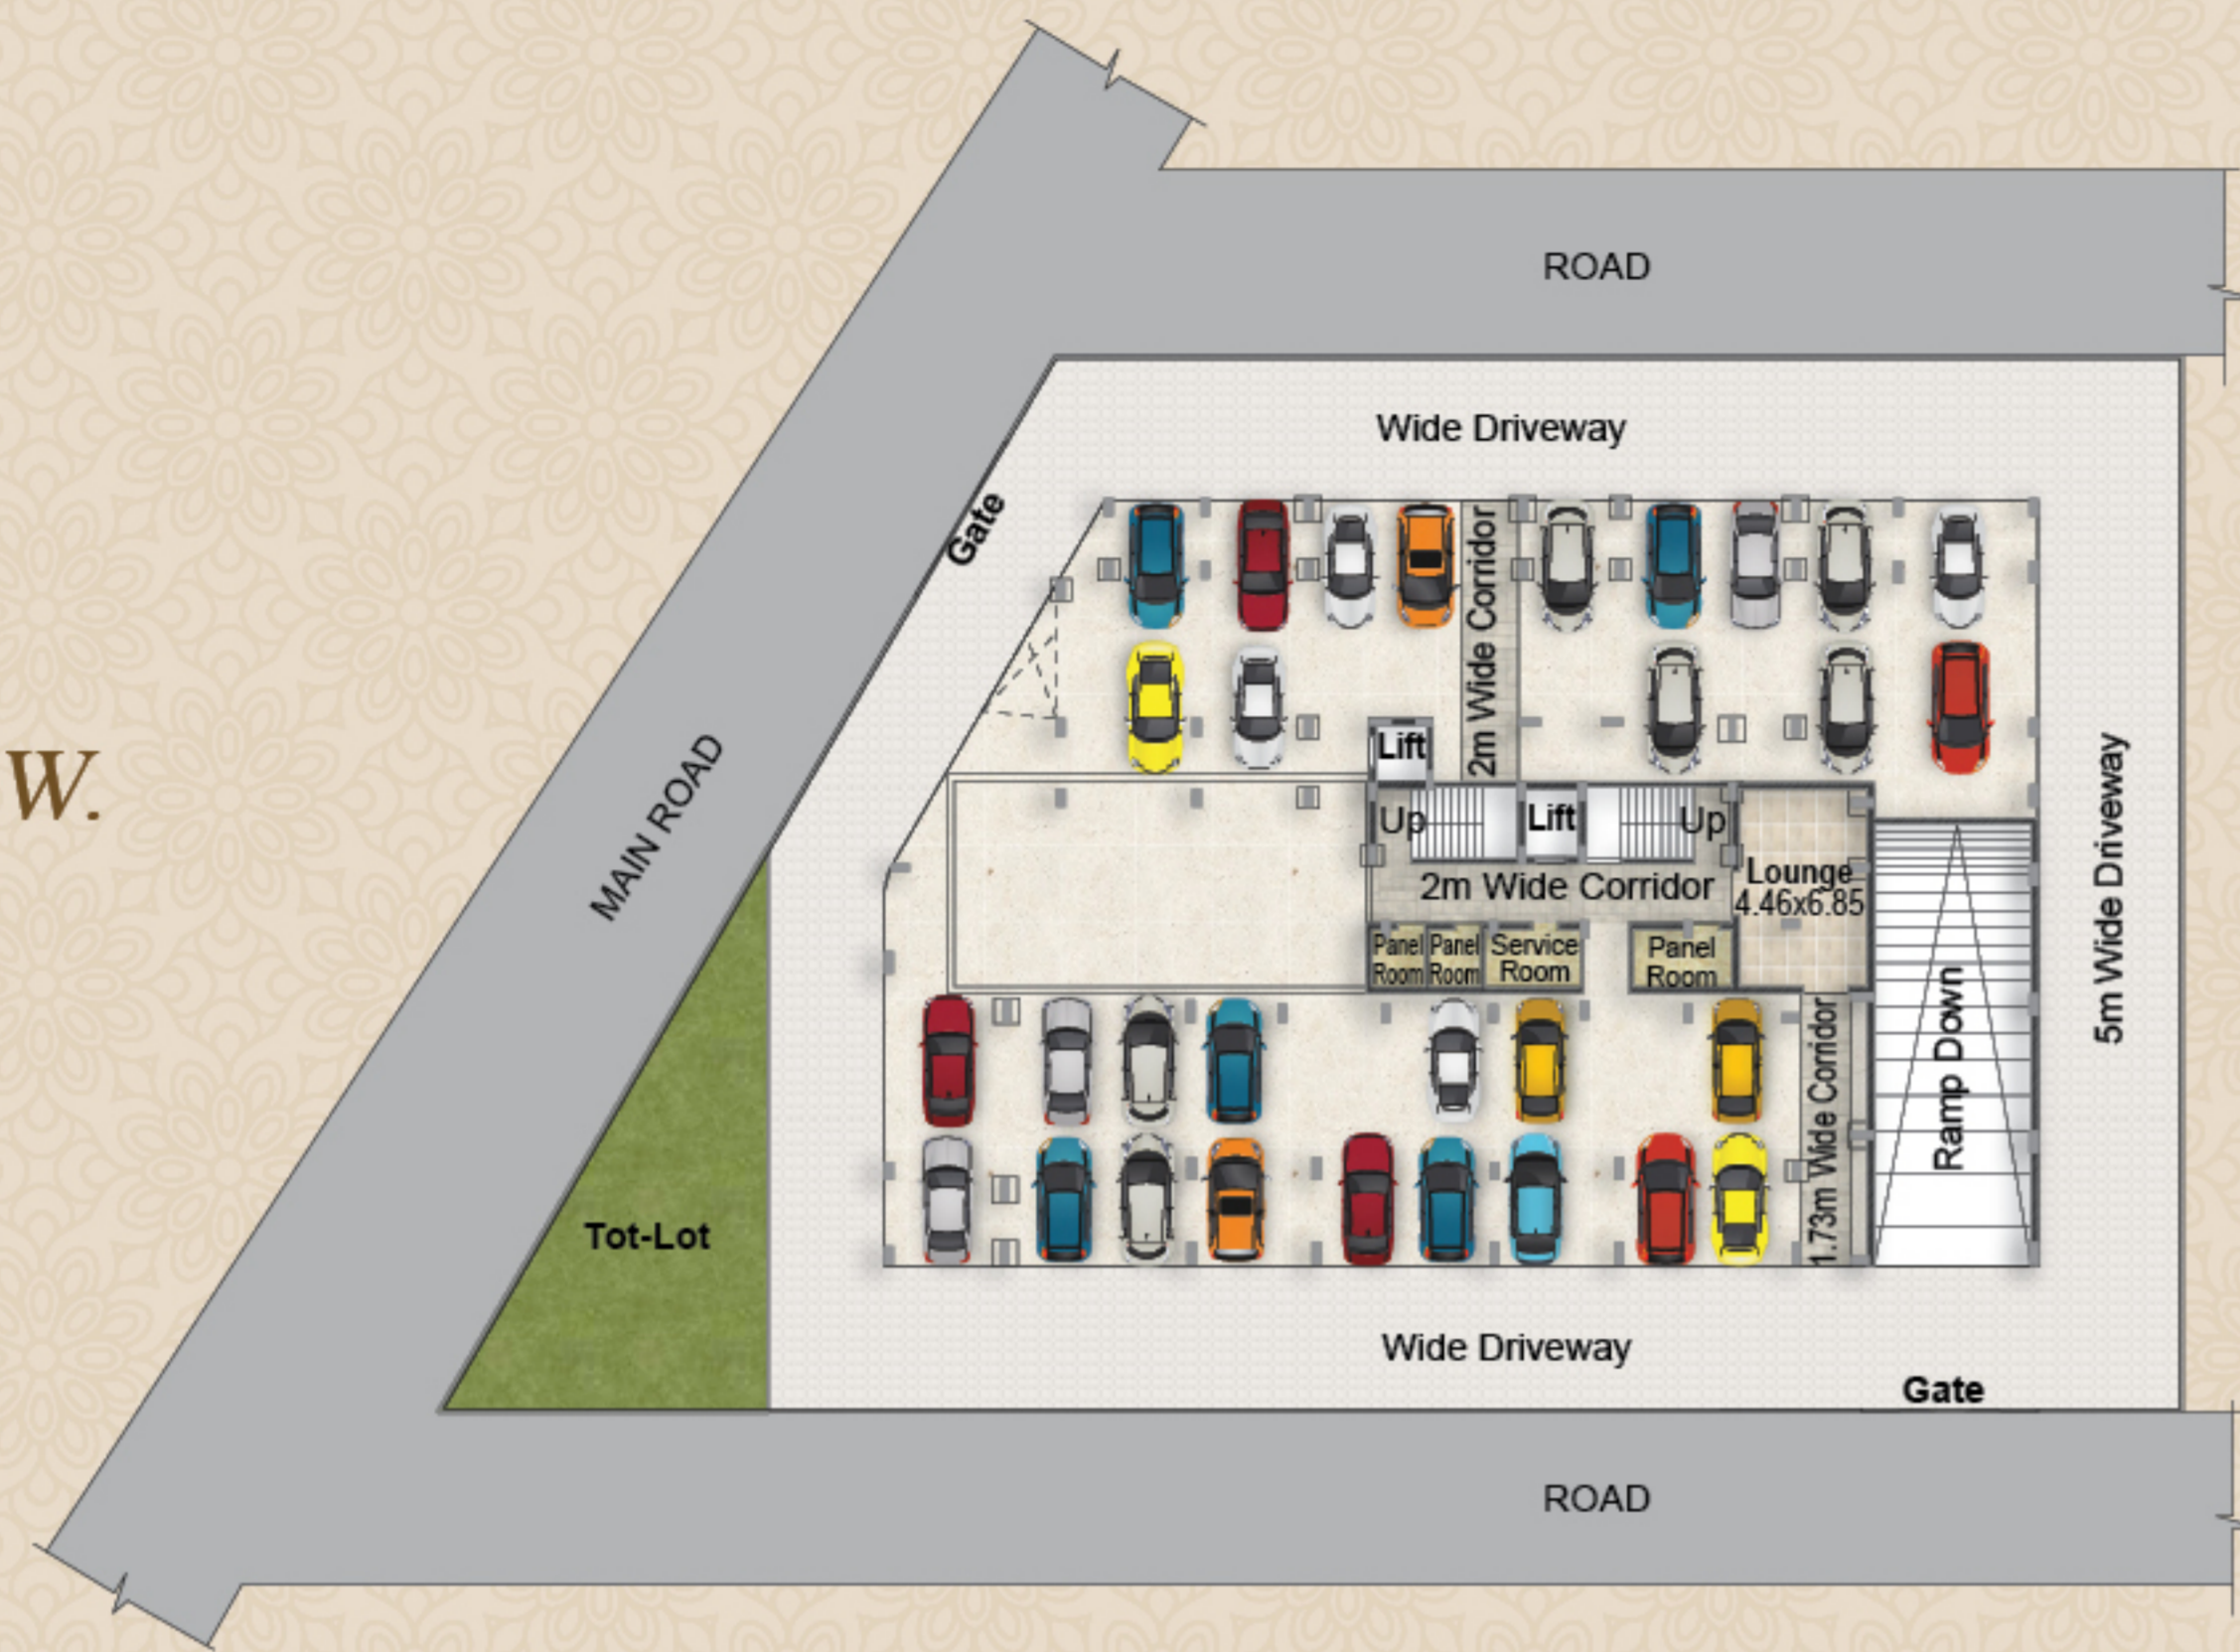 ROAD
Wide Driveway
Gate
2m Wide Corridor
W.
MAIN ROAD
Lift
Up
Lift
Up
2m Wide Corridor
Lounge
4.46x6.85
5m Wide Driveway
Panel
Room
Panel
Room
Service
Room
Panel
Room
Ramp Down
1.73m Wide Corridor
Tot-Lot
Wide Driveway
Gate
ROAD